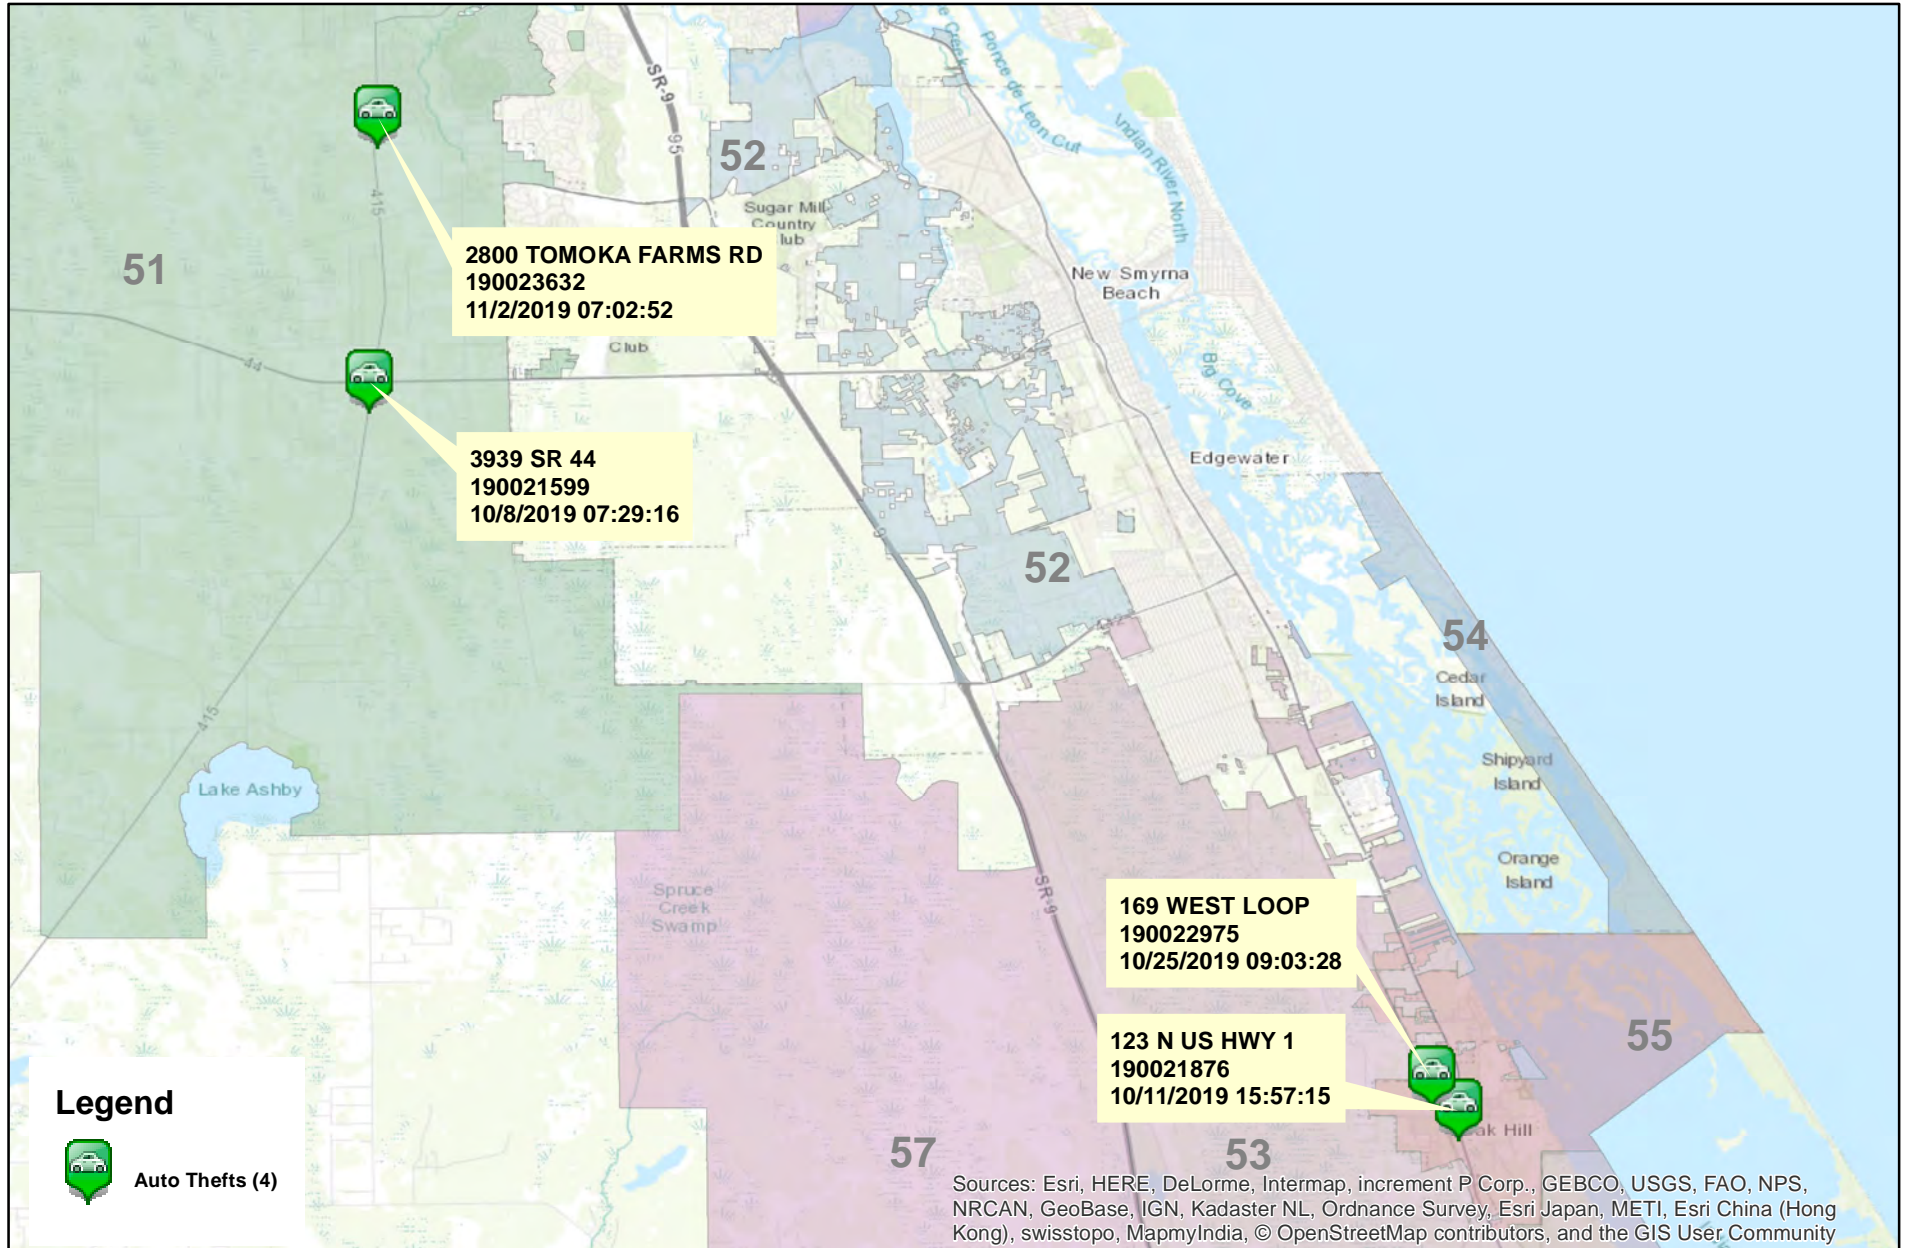 SR-9
95
Ponce de Leon Cut
Indian River North
52
415
Sugar Mill
Country
lub
51
2800 TOMOKA FARMS RD
190023632
11/2/2019 07:02:52
New Smyrna
Beach
44
Club
Big Cove
3939 SR 44
190021599
10/8/2019 07:29:16
Edgewater
9
52
54
Cedar
Island
415
Lake Ashby
Shipyard
Island
Orange
Island
Spruce
Creek
Swamp
SR-9
169 WEST LOOP
190022975
10/25/2019 09:03:28
123 N US HWY 1
190021876
10/11/2019 15:57:15
55
ak Hill
57
53
Legend
Auto Thefts (4)
Sources: Esri, HERE, DeLorme, Intermap, increment P Corp., GEBCO, USGS, FAO, NPS,
NRCAN, GeoBase, IGN, Kadaster NL, Ordnance Survey, Esri Japan, METI, Esri China (Hong
Kong), swisstopo, MapmyIndia, © OpenStreetMap contributors, and the GIS User Community